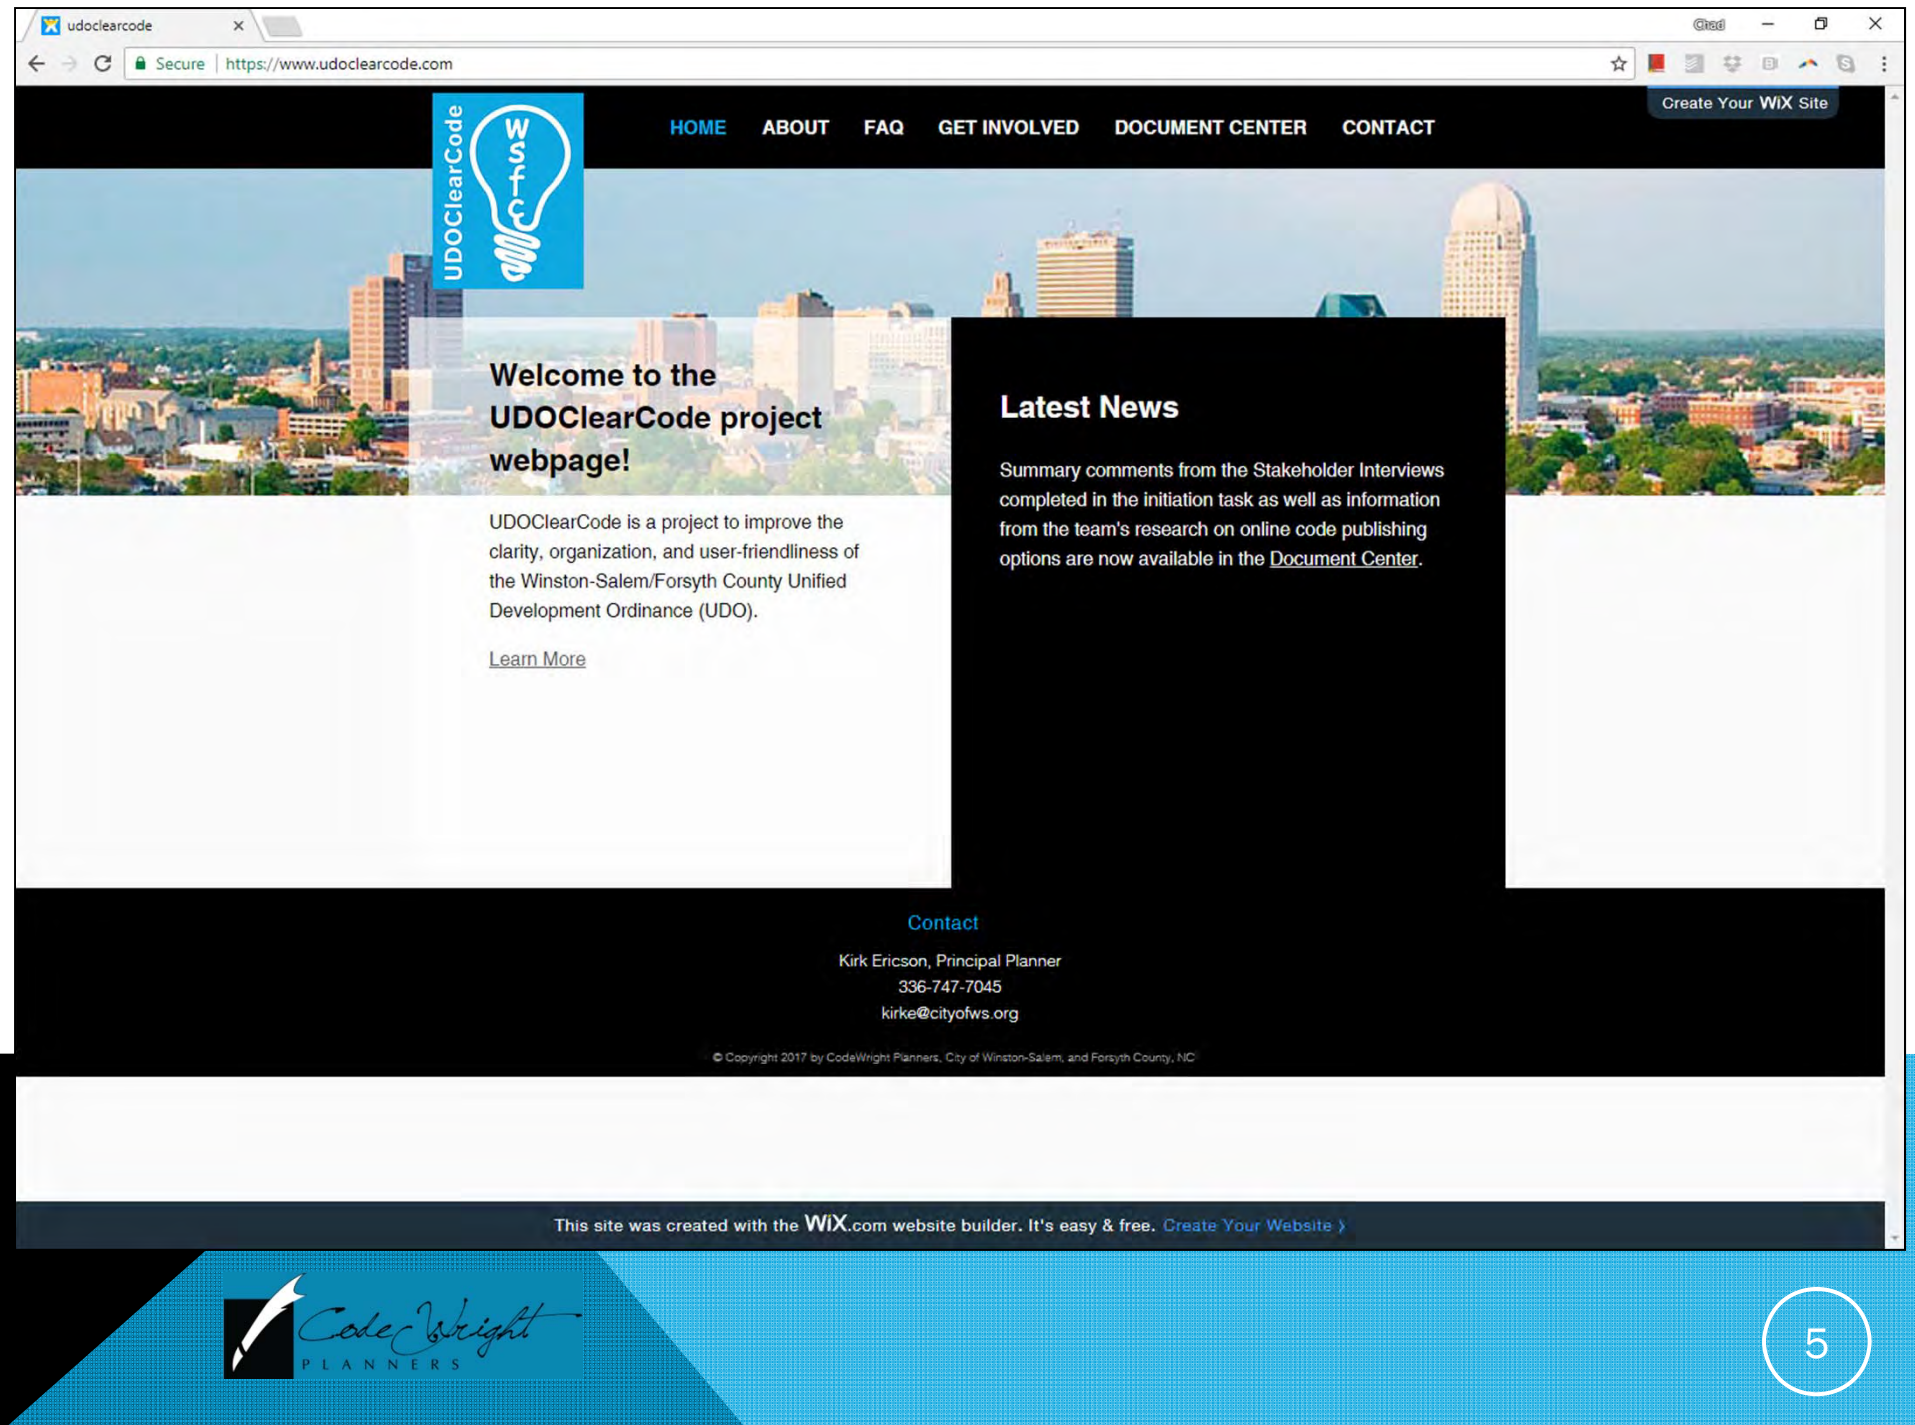 udoclearcode
Chad
Secure
https://www.udoclearcode.com
Create Your WiX Site
UDOClearCode
wsfc
HOME ABOUT FAQ GET INVOLVED DOCUMENT CENTER CONTACT
Welcome to the
UDOClearCode project
webpage!
UDOClearCode is a project to improve the
clarity, organization, and user-friendliness of
the Winston-Salem/Forsyth County Unified
Development Ordinance (UDO).
Learn More
Latest News
Summary comments from the Stakeholder Interviews
completed in the initiation task as well as information
from the team's research on online code publishing
options are now available in the Document Center.
Contact
Kirk Ericson, Principal Planner
336-747-7045
kirke@cityofws.org
© Copyright 2017 by CodeWright Planners, City of Winston-Salem, and Forsyth County, NC
This site was created with the WiX.com website builder. It's easy & free. Create Your Website >
CodeWright
PLANNERS
5